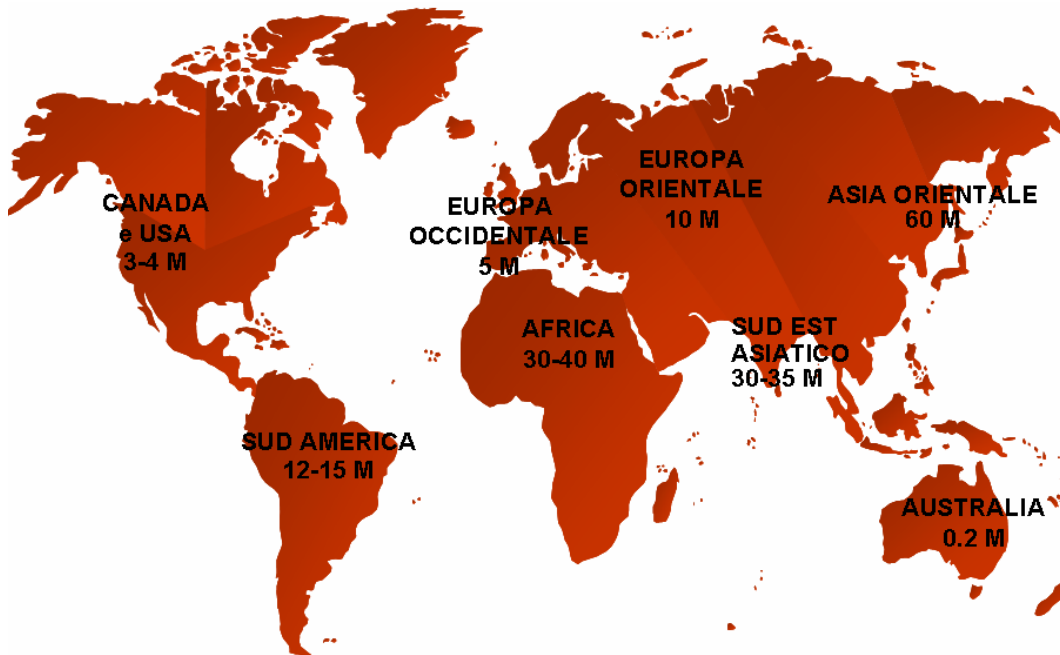 CANADA
e USA
3-4 M
EUROPA
OCCIDENTALE
5 M
EUROPA
ORIENTALE
10 M
ASIA ORIENTALE
60 M
AFRICA
30-40 M
SUD EST
ASIATICO
30-35 M
SUD AMERICA
12-15 M
AUSTRALIA
0.2 M